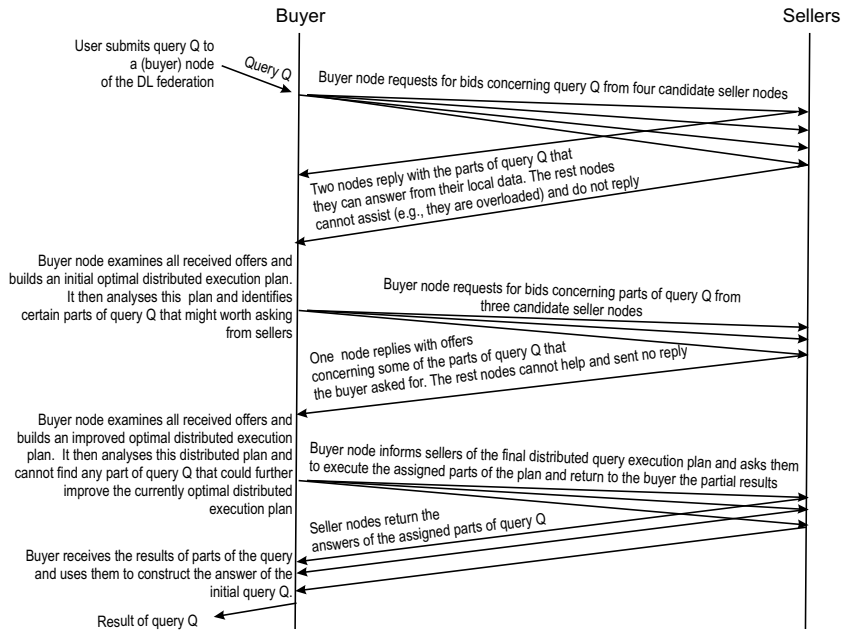 Buyer
Sellers
User submits query Q to
a (buyer) node
of the DL federation
Query Q
Buyer node requests for bids concerning query Q from four candidate seller nodes
Two nodes reply with the parts of query Q that
they can answer from their local data. The rest nodes
cannot assist (e.g., they are overloaded) and do not reply
Buyer node examines all received offers and
builds an initial optimal distributed execution plan.
It then analyses this plan and identifies
certain parts of query Q that might worth asking
from sellers
Buyer node requests for bids concerning parts of query Q from
three candidate seller nodes
One node replies with offers
concerning some of the parts of query Q that
the buyer asked for. The rest nodes cannot help and sent no reply
Buyer node examines all received offers and
builds an improved optimal distributed execution
plan. It then analyses this distributed plan and
cannot find any part of query Q that could further
improve the currently optimal distributed
execution plan
Buyer node informs sellers of the final distributed query execution plan and asks them
to execute the assigned parts of the plan and return to the buyer the partial results
Seller nodes return the
answers of the assigned parts of query Q
Buyer receives the results of parts of the query
and uses them to construct the answer of the
initial query Q.
Result of query Q